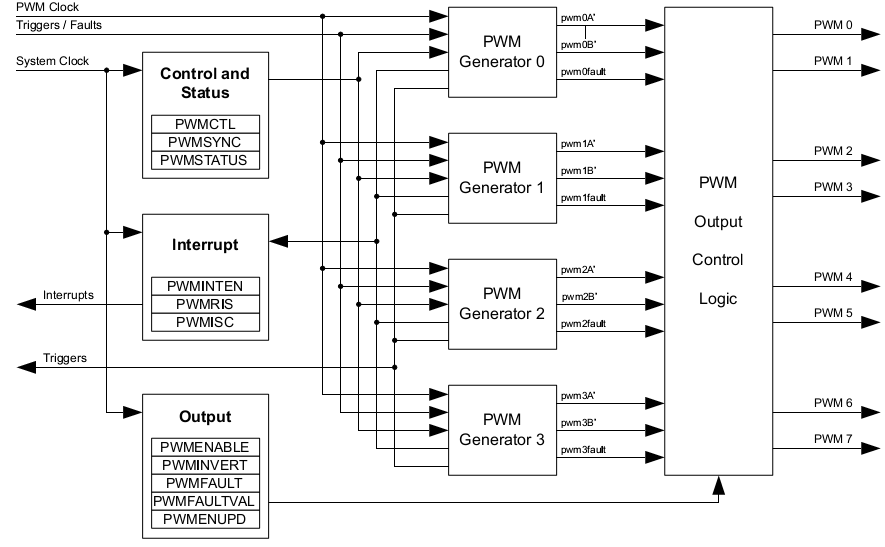 PWM Clock
Triggers / Faults
System Clock
Control and
Status
PWMCTL
PWMSYNC
PWMSTATUS
Interrupt
PWMINTEN
PWMRIS
PWMISC
Interrupts
Triggers
Output
PWMENABLE
PWMINVERT
PWMFAULT
PWMFAULTVAL
PWMENUPD
PWM
Generator 0
pwm0A'
pwm0B'
pwm0fault
PWM
Generator 1
pwm1A'
pwm1B'
pwm1fault
PWM
Generator 2
pwm2A'
pwm2B'
pwm2fault
PWM
Generator 3
pwm3A'
pwm3B'
pwm3fault
PWM
Output
Control
Logic
PWM 0
PWM 1
PWM 2
PWM 3
PWM 4
PWM 5
PWM 6
PWM 7